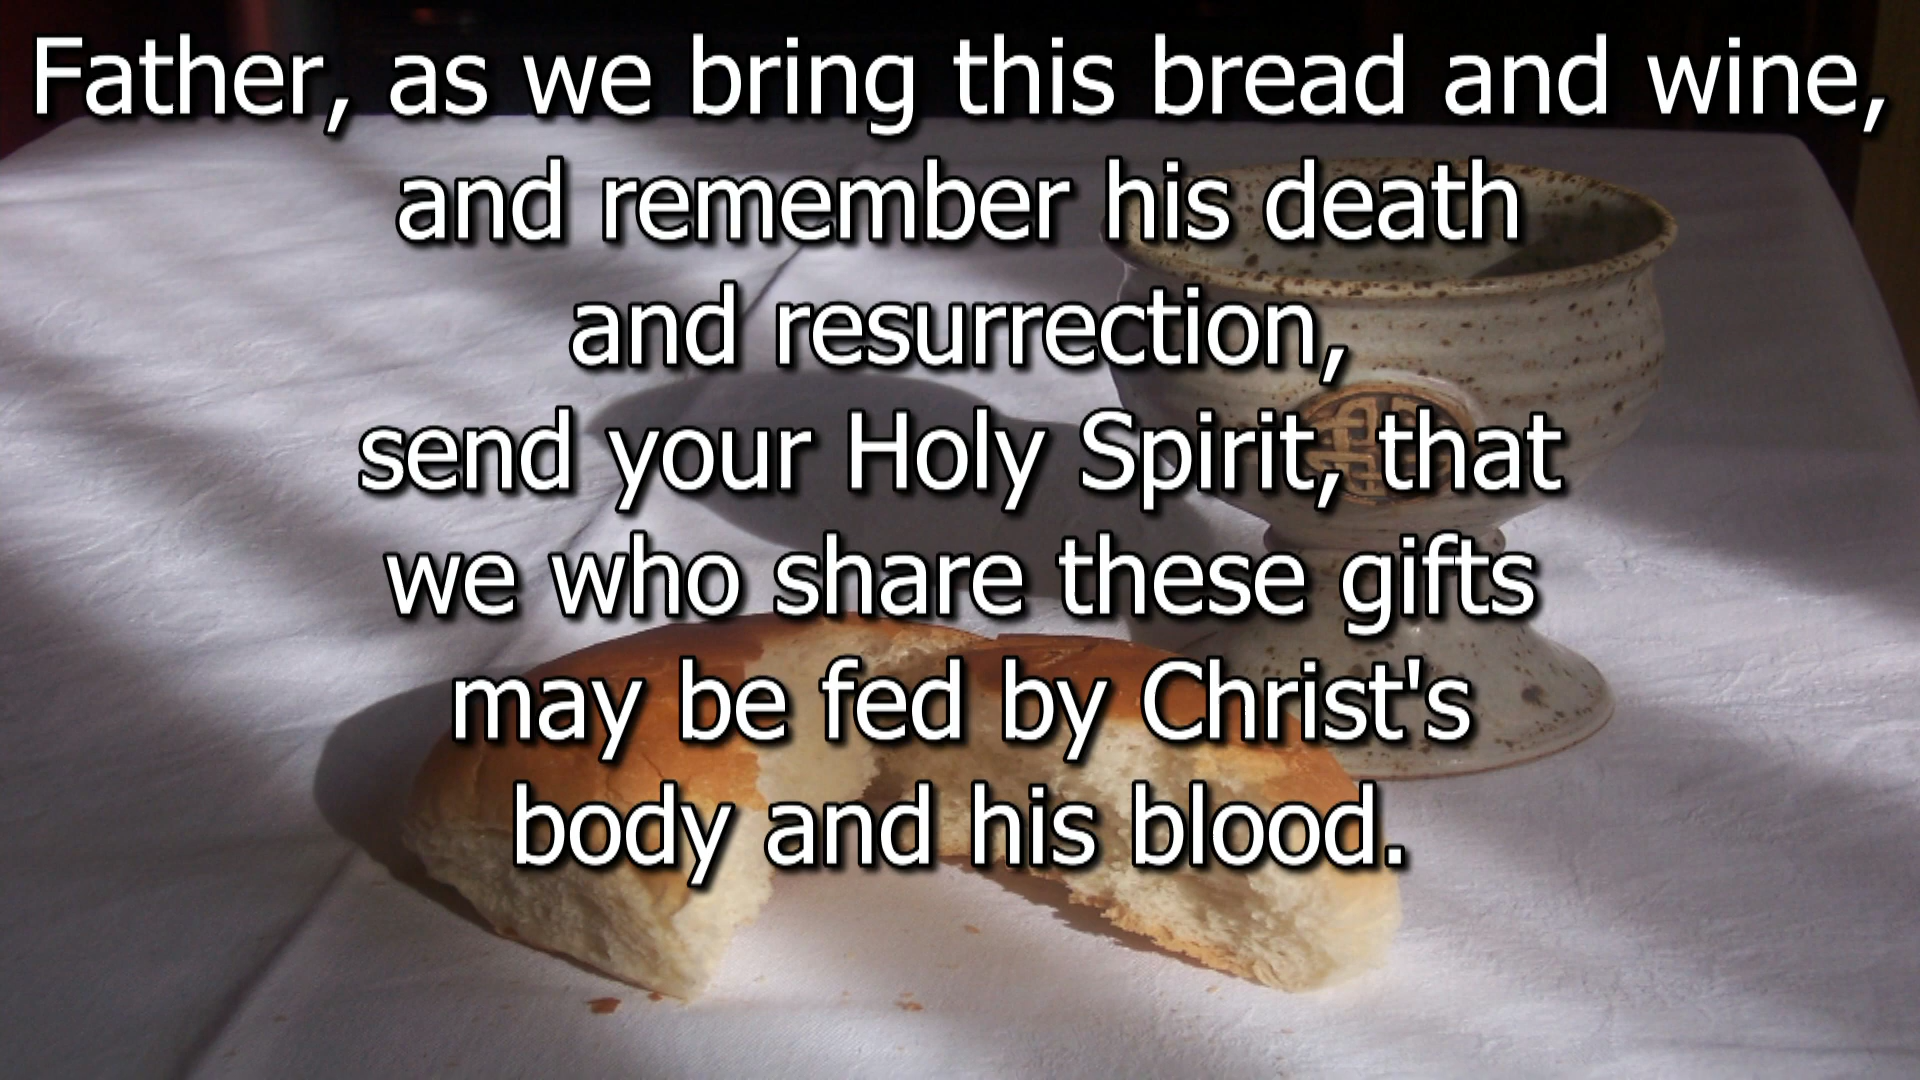 Father, as we bring this bread and wine,
and remember his death
and resurrection,
send your Holy Spirit, that
we who share these gifts
may be fed by Christ's
body and his blood.